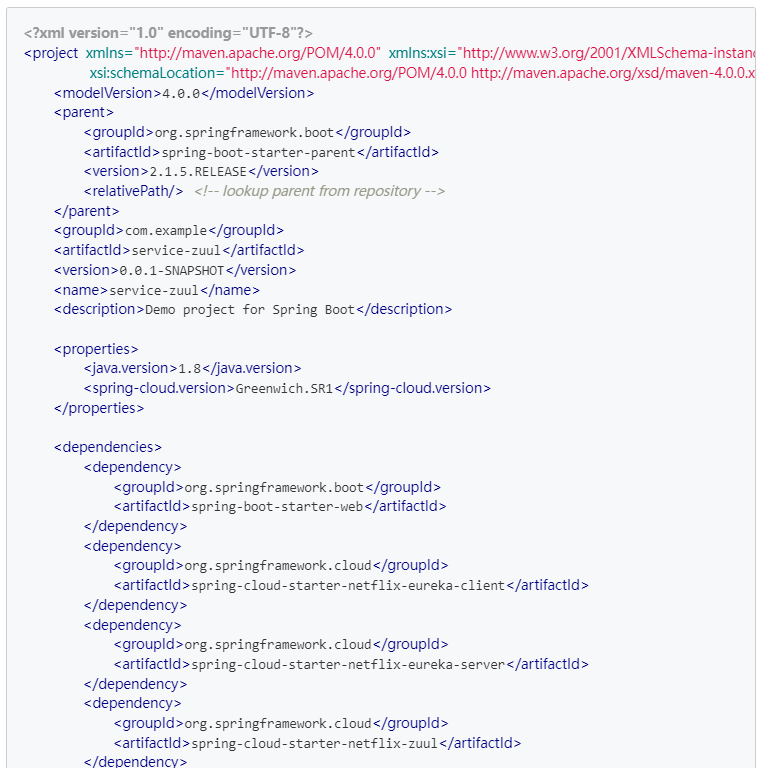 <?xml version="1.0" encoding="UTF-8"?>
<project xmlns="http://maven.apache.org/POM/4.0.0" xmlns:xsi="http://www.w3.org/2001/XMLSchema-instanc
xsi:schemaLocation="http://maven.apache.org/POM/4.0.0 http://maven.apache.org/xsd/maven-4.0.0.x
<modelVersion>4.0.0</modelVersion>
<parent>
<groupId>org.springframework.boot</groupId>
<artifactId>spring-boot-starter-parent</artifactId>
<version>2.1.5.RELEASE</version>
<relativePath/> <!-- lookup parent from repository -->
</parent>
<groupId>com.example</groupId>
<artifactId>service-zuul</artifactId>
<version>0.0.1-SNAPSHOT</version>
<name>service-zuul</name>
<description>Demo project for Spring Boot</description>
<properties>
<java.version>1.8</java.version>
<spring-cloud.version>Greenwich.SR1</spring-cloud.version>
</properties>
<dependencies>
<dependency>
<groupId>org.springframework.boot</groupId>
<artifactId>spring-boot-starter-web</artifactId>
</dependency>
<dependency>
<groupId>org.springframework.cloud</groupId>
<artifactId>spring-cloud-starter-netflix-eureka-client</artifactId>
</dependency>
<dependency>
<groupId>org.springframework.cloud</groupId>
<artifactId>spring-cloud-starter-netflix-eureka-server</artifactId>
</dependency>
<dependency>
<groupId>org.springframework.cloud</groupId>
<artifactId>spring-cloud-starter-netflix-zuul</artifactId>
</dependency>